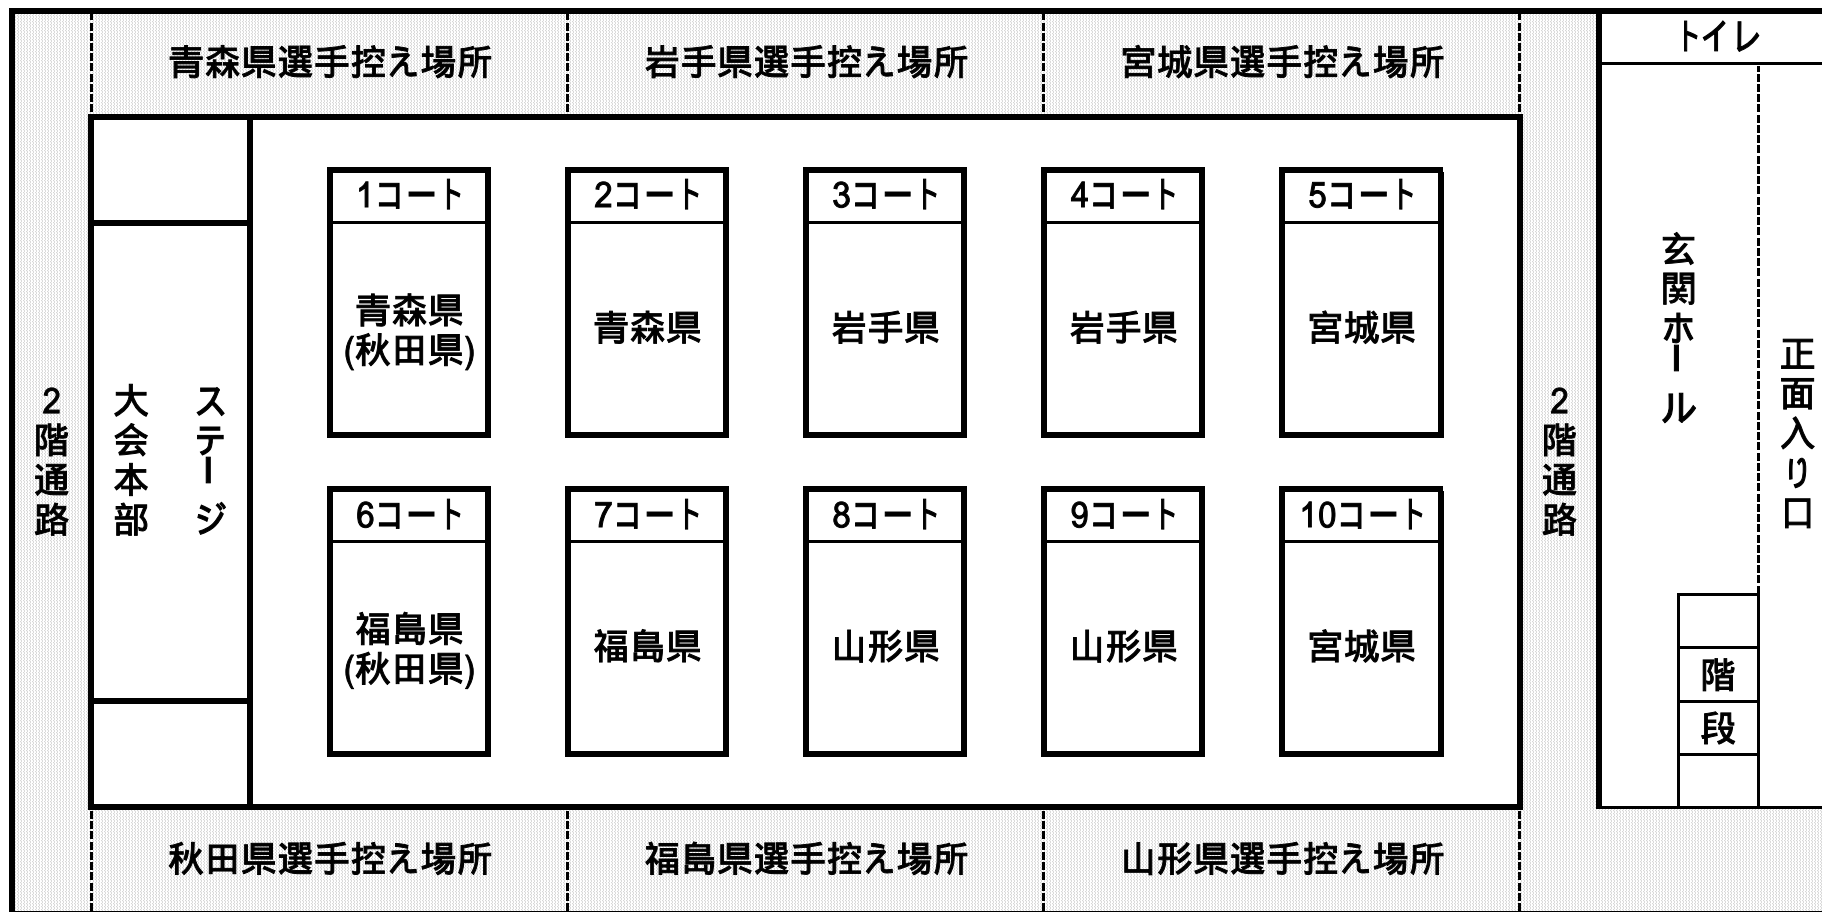 青森県選手控え場所
岩手県選手控え場所
宮城県選手控え場所
トイレ
1コート
2コート
3コート
4コート
5コート
青森県
(秋田県)
青森県
岩手県
岩手県
宮城県
2階通路
大会本部
ステージ
2階通路
玄関ホール
正面入り口
6コート
7コート
8コート
9コート
10コート
福島県
(秋田県)
福島県
山形県
山形県
宮城県
階
段
秋田県選手控え場所
福島県選手控え場所
山形県選手控え場所